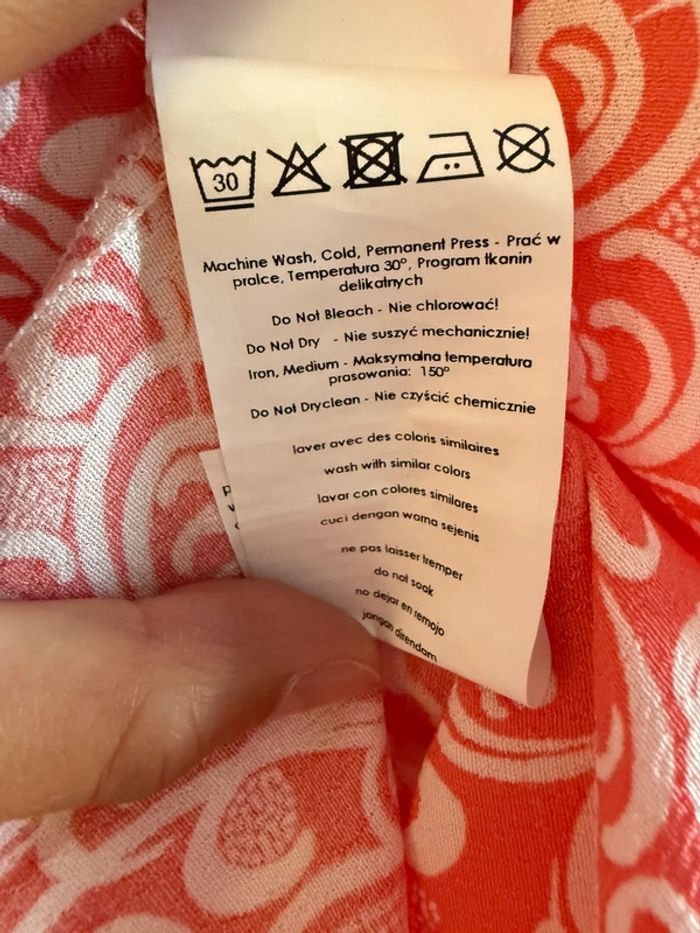 30
Machine Wash, Cold, Permanent Press - Prać w
pralce, Temperatura 30°, Program tkanin
delikatnych
Do Not Bleach - Nie chlorować!
Do Not Dry - Nie suszyć mechanicznie!
Iron, Medium - Maksymalna temperatura
prasowania: 150°
Do Not Dryclean - Nie czyścić chemicznie
laver avec des coloris similaires
wash with similar colors
lavar con colores similares
cuci dengan warna sejenis
ne pas laisser tremper
do not soak
no dejar en remojo
jangan direndam